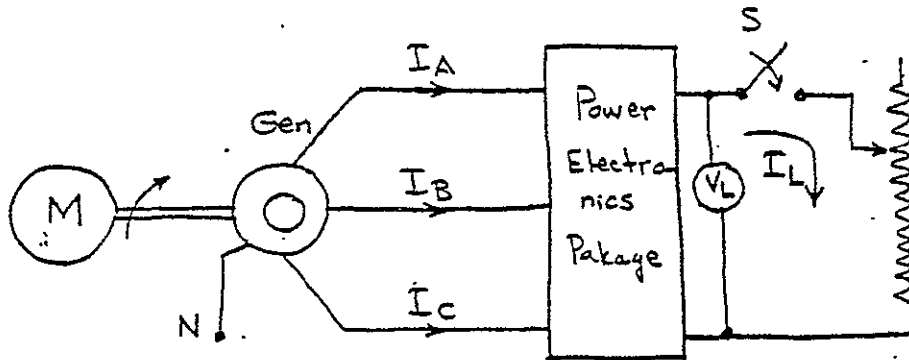 S
I_A
Gen
Power
Electro
nics
Pakage
V_L
I_L
M
I_B
N
I_C